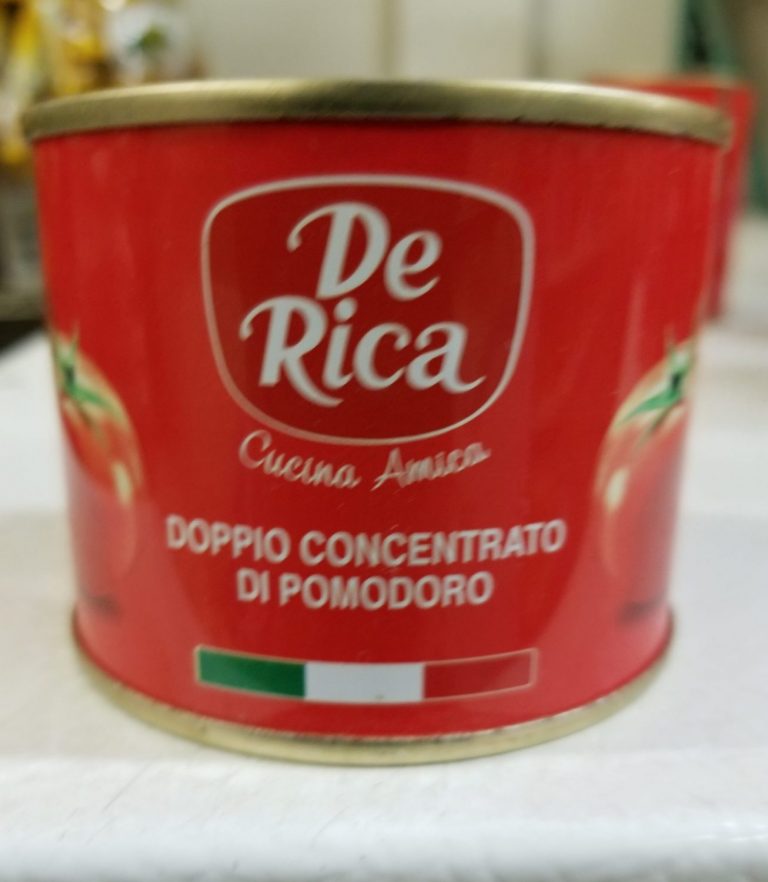 De
Rica
Cucina Amica
DOPPIO CONCENTRATO
DI POMODORO